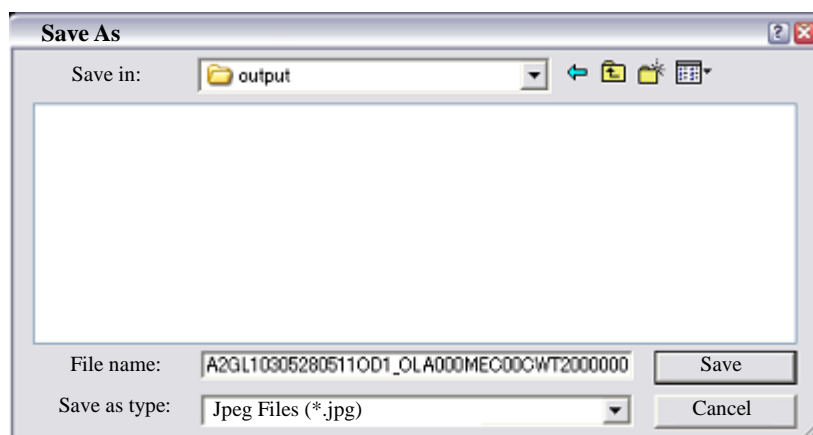 Save As
Save in: output
File name: A2GL10305280511OD1_OLA000MEC00CWT2000000 Save
Save as type: Jpeg Files (*.jpg) Cancel